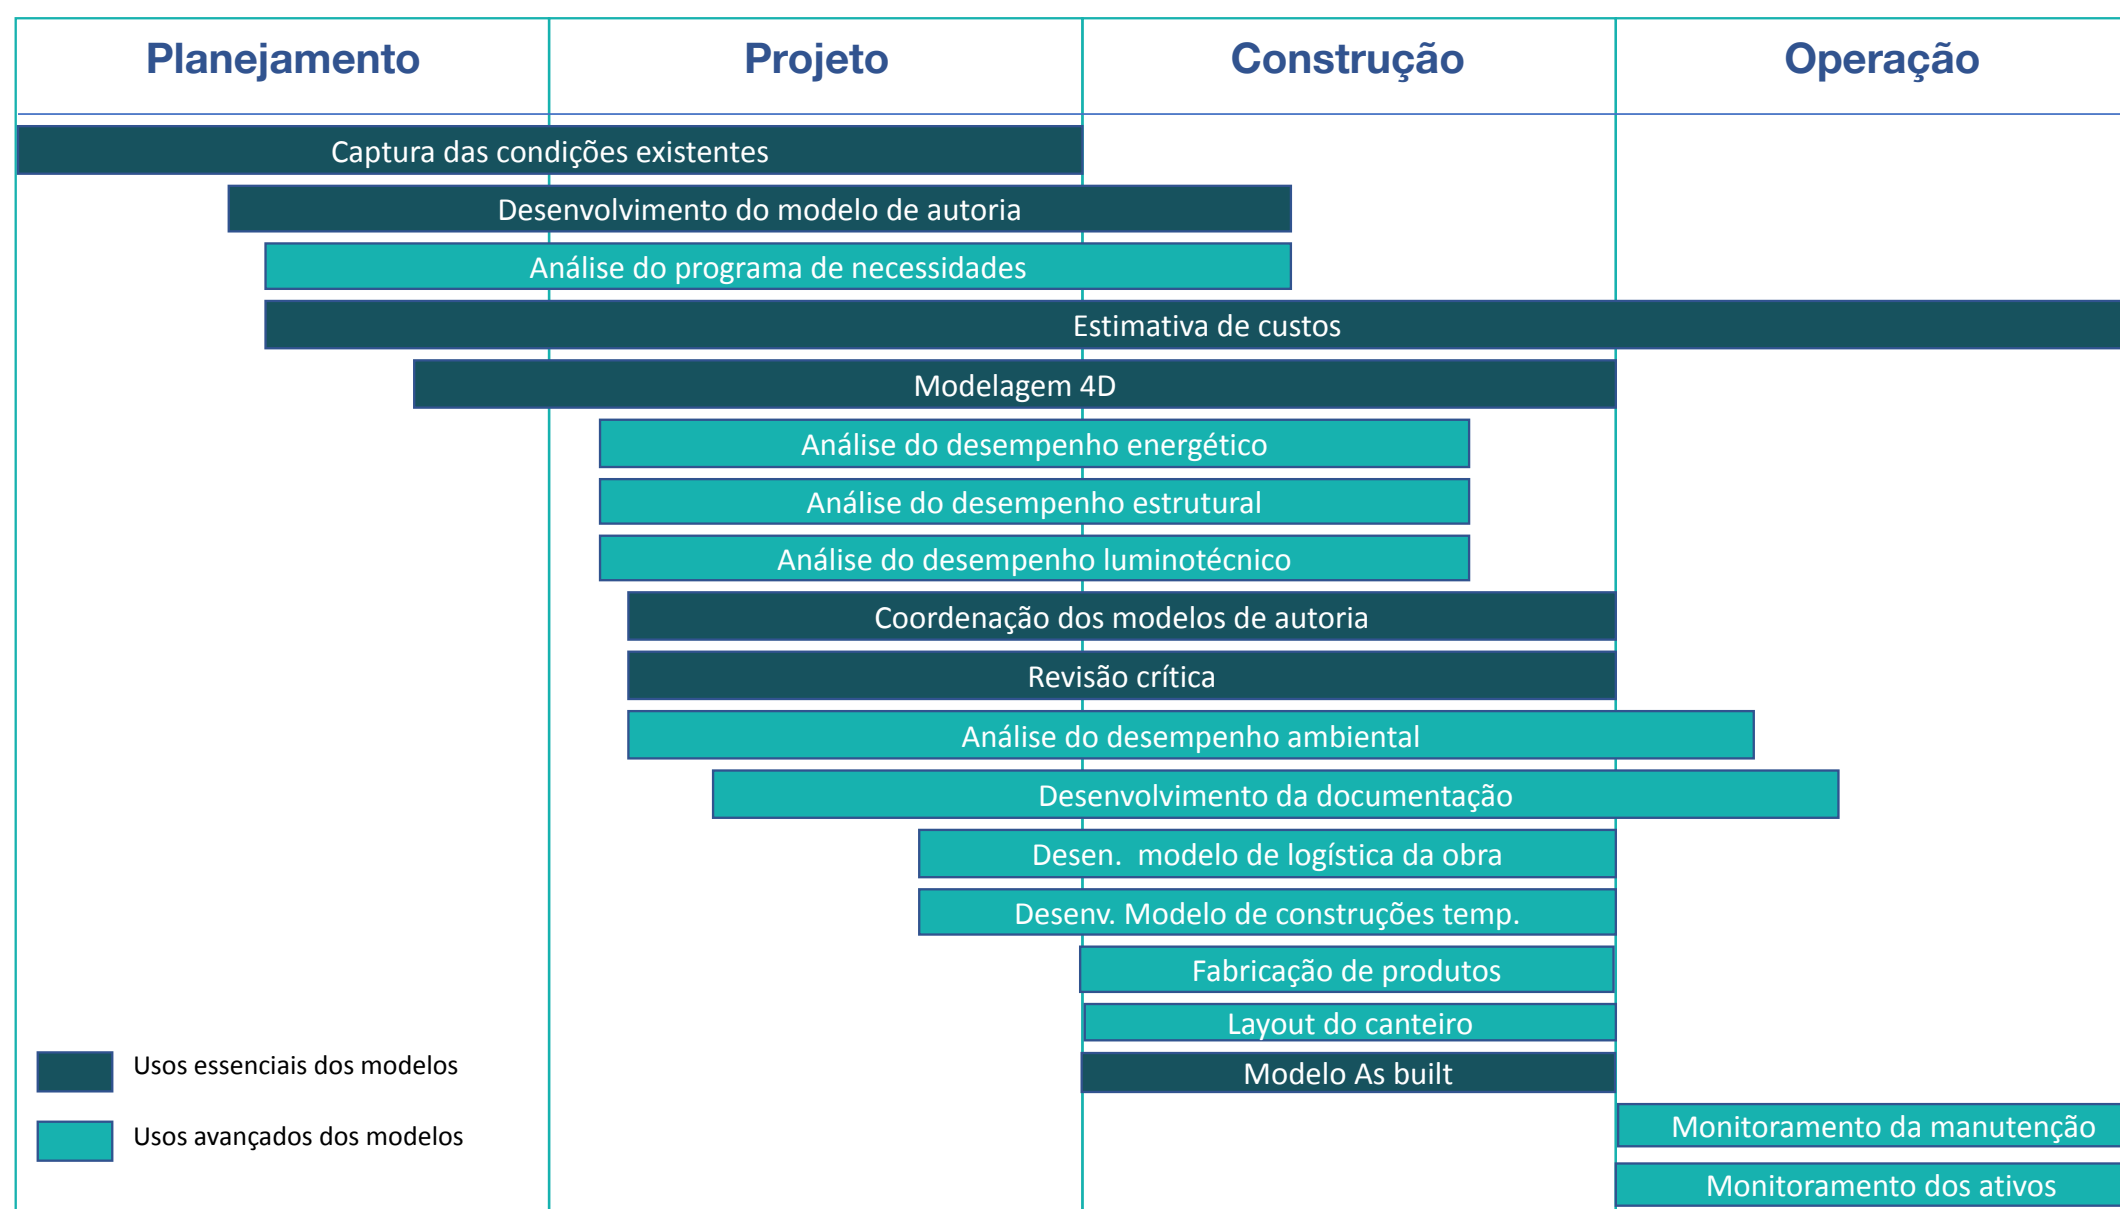 Planejamento
Projeto
Construção
Operação
Captura das condições existentes
Desenvolvimento do modelo de autoria
Análise do programa de necessidades
Estimativa de custos
Modelagem 4D
Análise do desempenho energético
Análise do desempenho estrutural
Análise do desempenho luminotécnico
Coordenação dos modelos de autoria
Revisão crítica
Análise do desempenho ambiental
Desenvolvimento da documentação
Desen.  modelo de logística da obra
Desenv. Modelo de construções temp.
Fabricação de produtos
Layout do canteiro
Modelo As built
Monitoramento da manutenção
Monitoramento dos ativos
Usos essenciais dos modelos
Usos avançados dos modelos